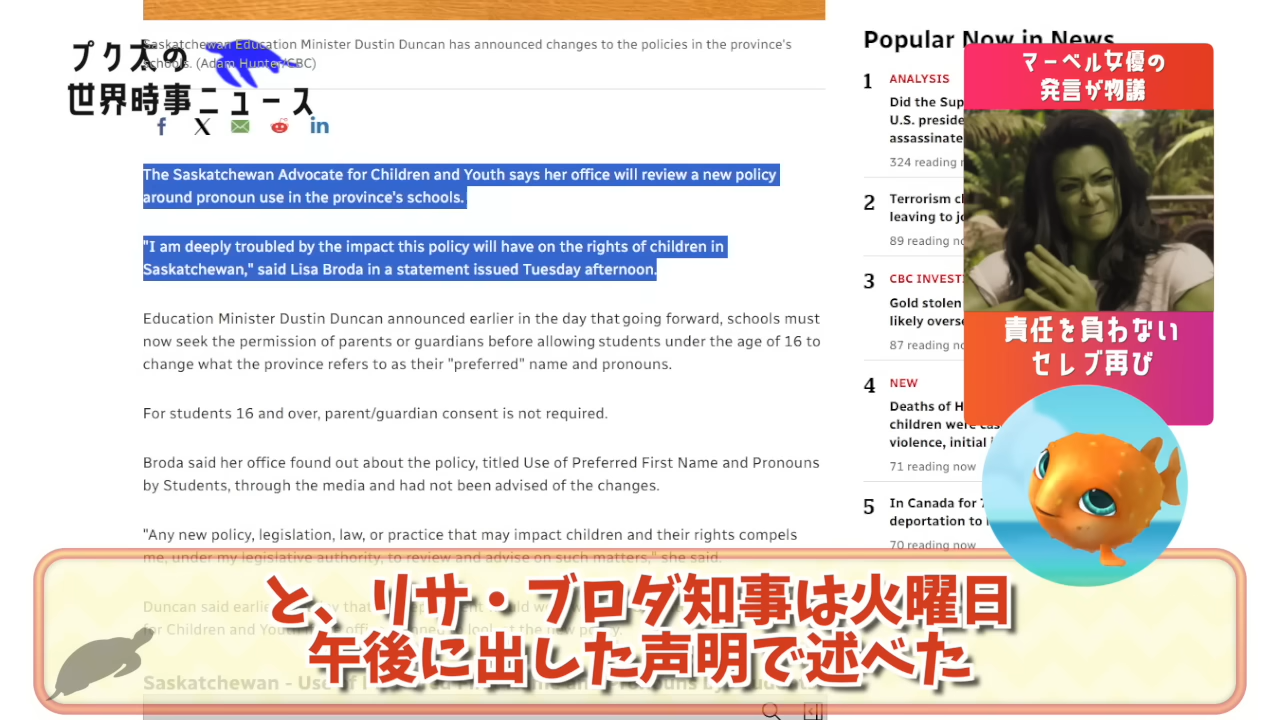 Saskatchewan Education Minister Dustin Duncan has announced changes to the policies in the province's
schools. (Adam Hunter/CBC)
プク太の
世界時事ニュース
The Saskatchewan Advocate for Children and Youth says her office will review a new policy
around pronoun use in the province's schools.
"I am deeply troubled by the impact this policy will have on the rights of children in
Saskatchewan," said Lisa Broda in a statement issued Tuesday afternoon.
Education Minister Dustin Duncan announced earlier in the day that going forward, schools must
now seek the permission of parents or guardians before allowing students under the age of 16 to
change what the province refers to as their "preferred" name and pronouns.
For students 16 and over, parent/guardian consent is not required.
Broda said her office found out about the policy, titled Use of Preferred First Name and Pronouns
by Students, through the media and had not been advised of the changes.
"Any new policy, legislation, law, or practice that may impact children and their rights compels
me, under my legislative authority, to review and advise on such matters," she said.
Duncan said earlie
for Children and Youth
Saskatchewan - Use of
Popular Now in News
1 ANALYSIS
Did the Sup
U.S. preside
assassinate
324 reading
2 Terrorism
leaving to
89 reading
3 CBC INVESTI
Gold stolen
likely overse
87 reading
4 NEW
Deaths of H
children were
violence, initial
71 reading now
5 In Canada for
deportation to
70 reading now
マーベル女優の
発言が物議
責任を負わない
セレブ再び
と、リサ・ブロダ知事は火曜日
午後に出した声明で述べた